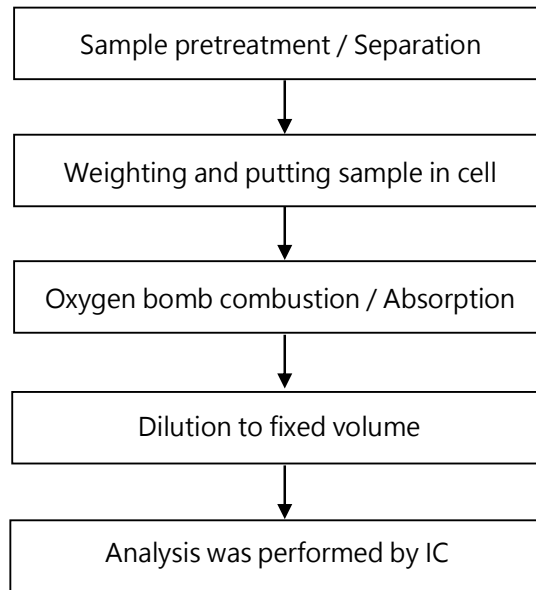 Sample pretreatment / Separation
Weighting and putting sample in cell
Oxygen bomb combustion / Absorption
Dilution to fixed volume
Analysis was performed by IC